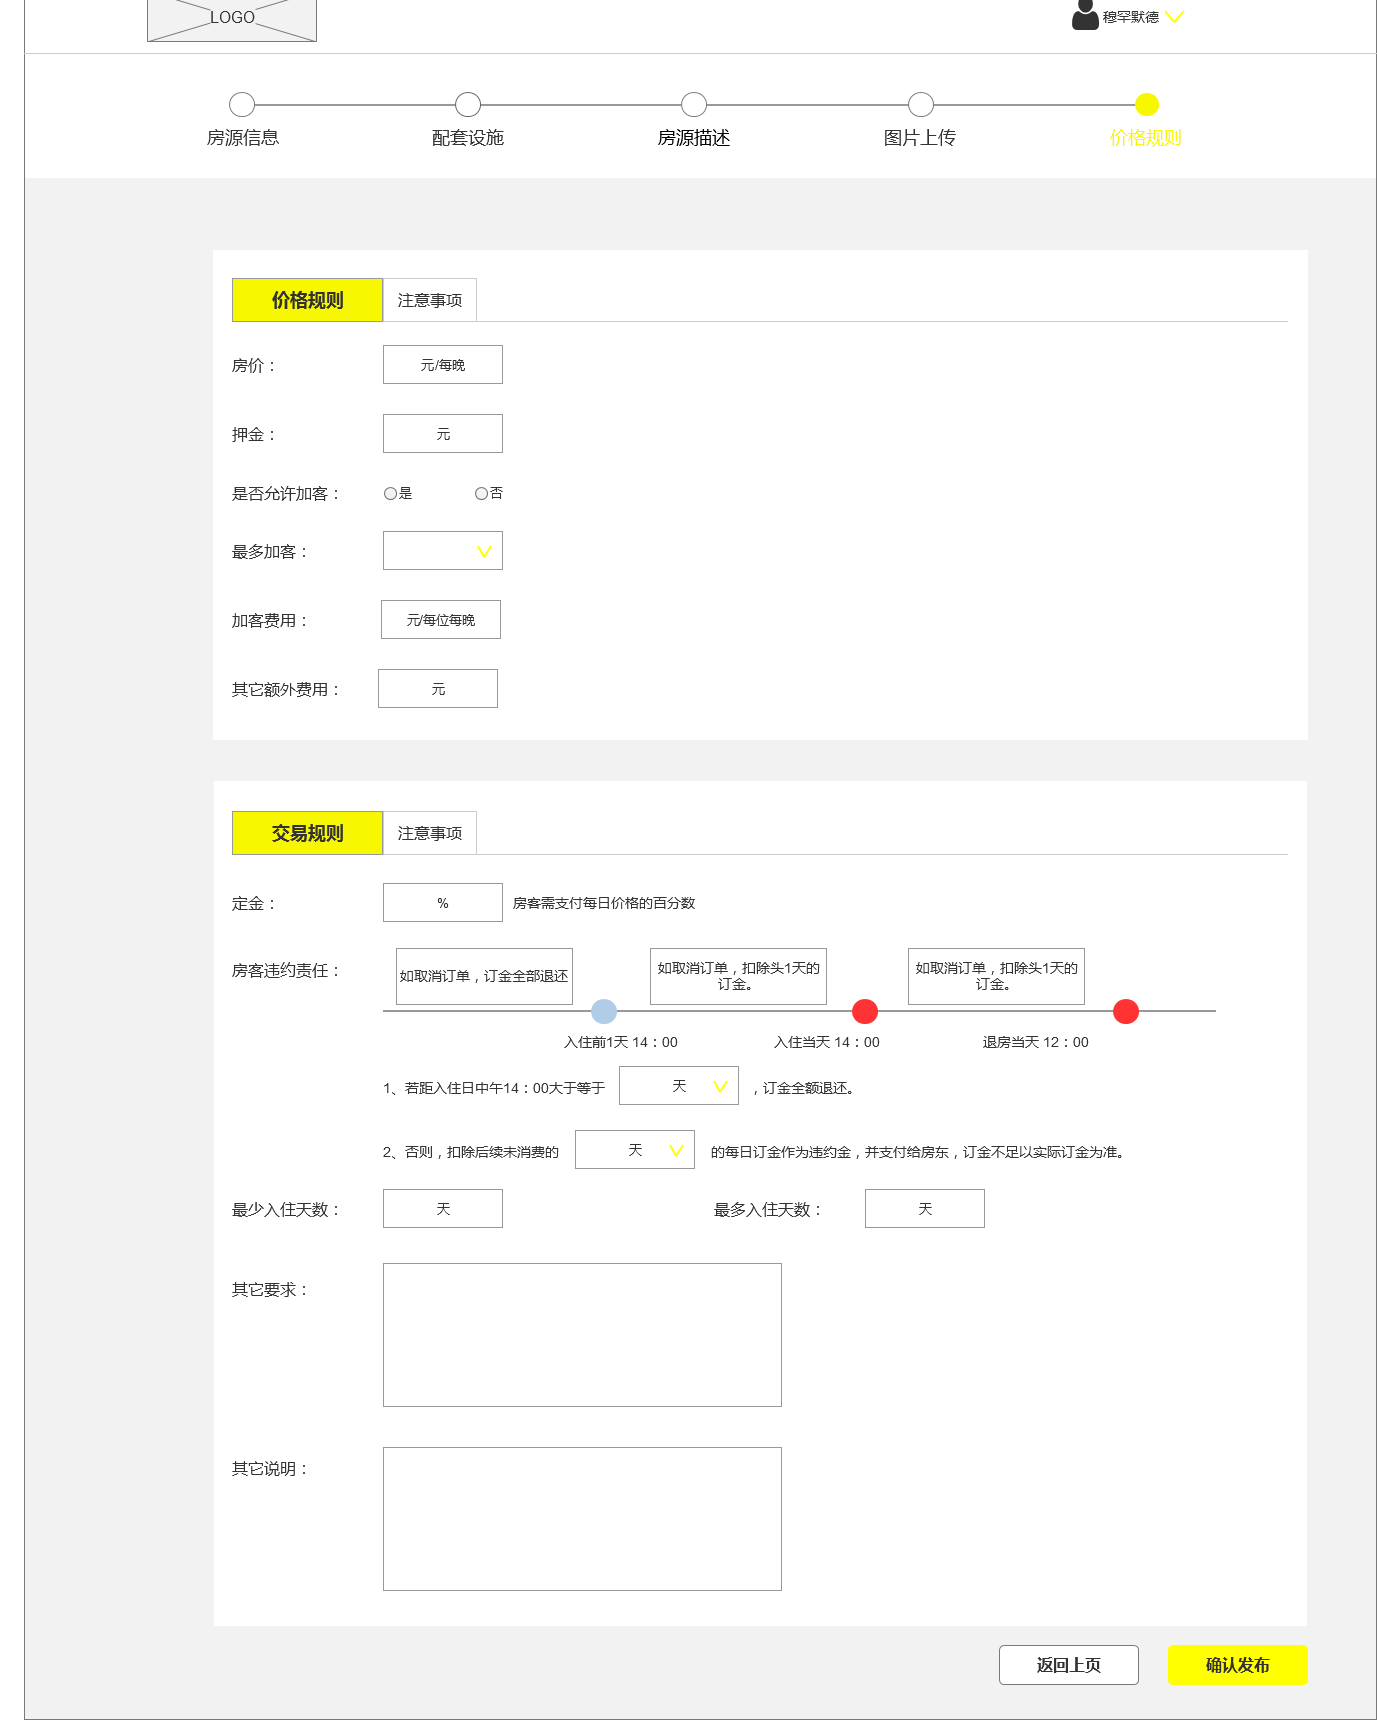 LOGO
穆罕默德
房源信息 配套设施 房源描述 图片上传 价格规则
价格规则 注意事项
房价： 元/每晚
押金： 元
是否允许加客： 是 否
最多加客：
加客费用： 元/每位每晚
其它额外费用： 元
交易规则 注意事项
定金： % 房客需支付每日价格的百分数
房客违约责任：
如取消订单，订金全部退还
如取消订单，扣除头1天的
订金。
如取消订单，扣除头1天的
订金。
入住前1天 14：00 入住当天 14：00 退房当天 12：00
1、若距入住日中午14：00大于等于 天 ，订金全额退还。
2、否则，扣除后续未消费的 天 的每日订金作为违约金，并支付给房东，订金不足以实际订金为准。
最少入住天数： 天 最多入住天数： 天
其它要求：
其它说明：
返回上页 确认发布